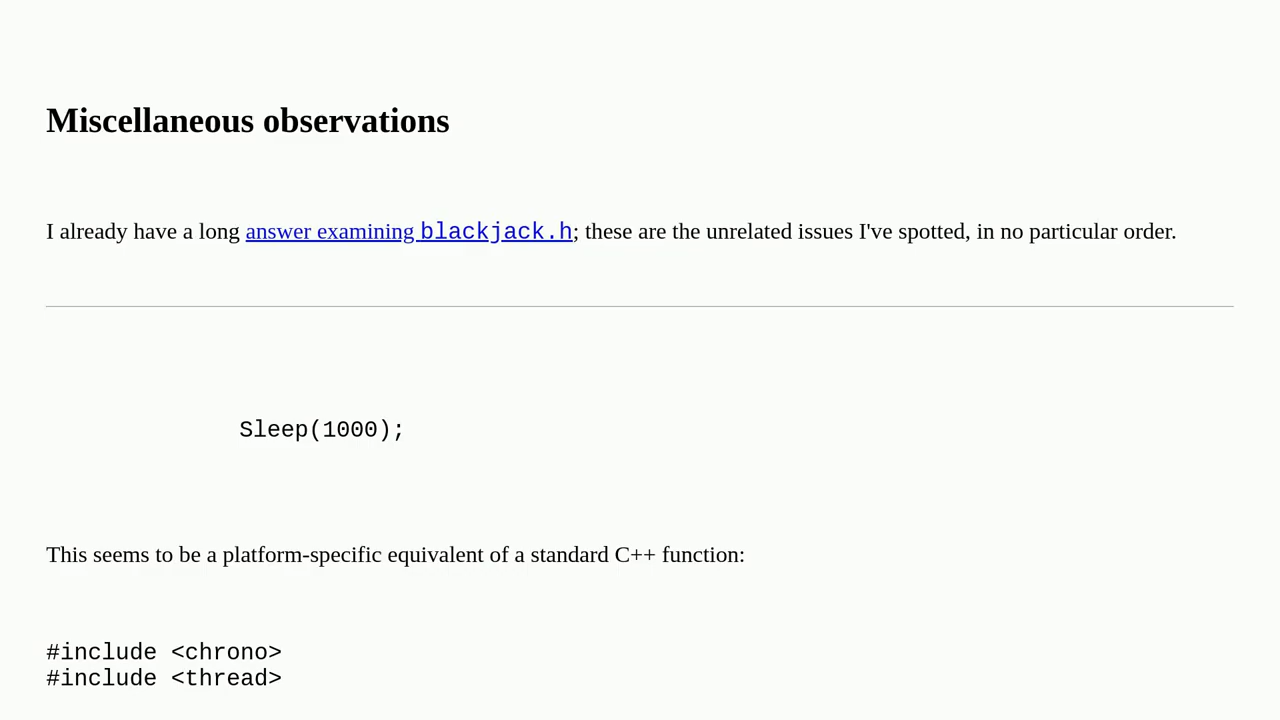 Miscellaneous observations
I already have a long answer examining blackjack.h; these are the unrelated issues I've spotted, in no particular order.
Sleep(1000);
This seems to be a platform-specific equivalent of a standard C++ function:
#include <chrono>
#include <thread>